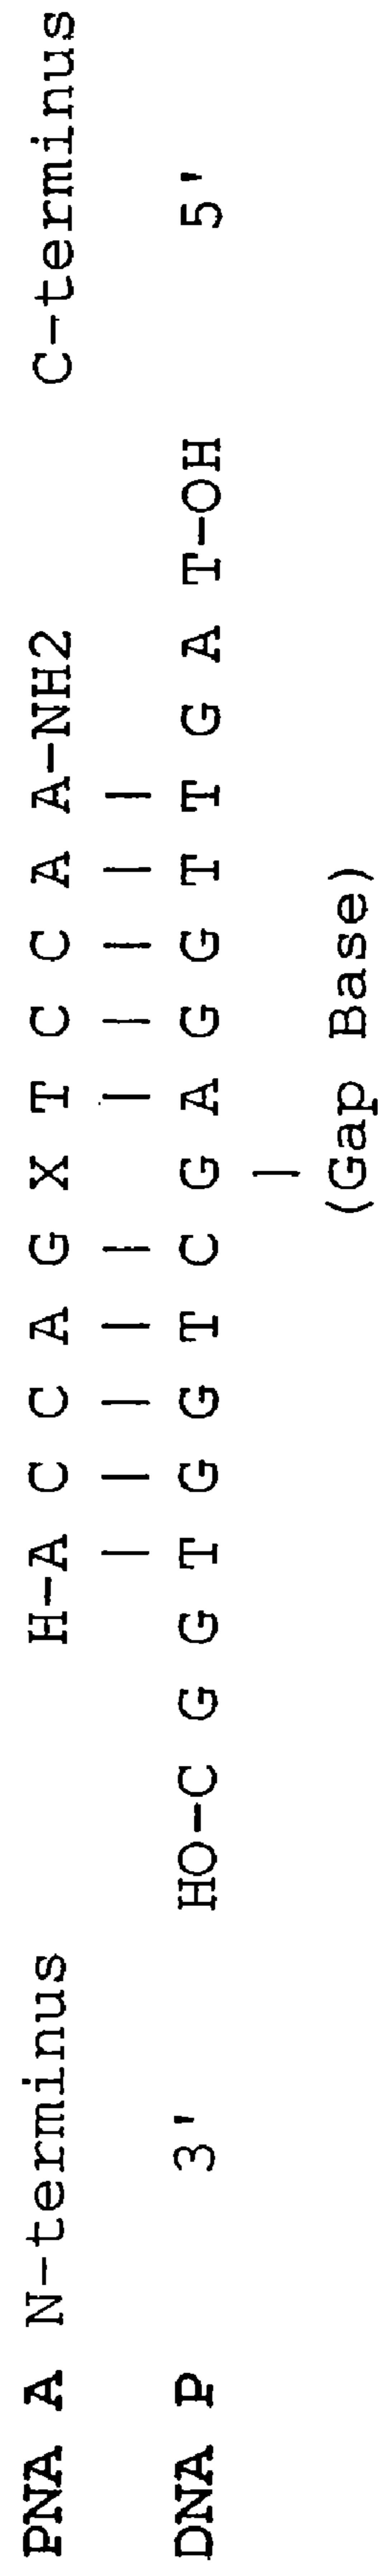 PNA A N-terminus H-A C C A G X T C C A A-NH2 C-terminus
| | | | | | | | | |
DNA P 3' HO-C G G T G G T C G A G G T T G A T-OH 5'
|
(Gap Base)